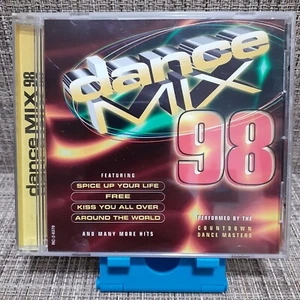 dance
MIX
98
FEATURING
SPICE UP YOUR LIFE
FREE
KISS YOU ALL OVER
AROUND THE WORLD
AND MANY MORE HITS
PERFORMED BY THE
COUNTDOWN
DANCE MASTERS
dance MIX 98